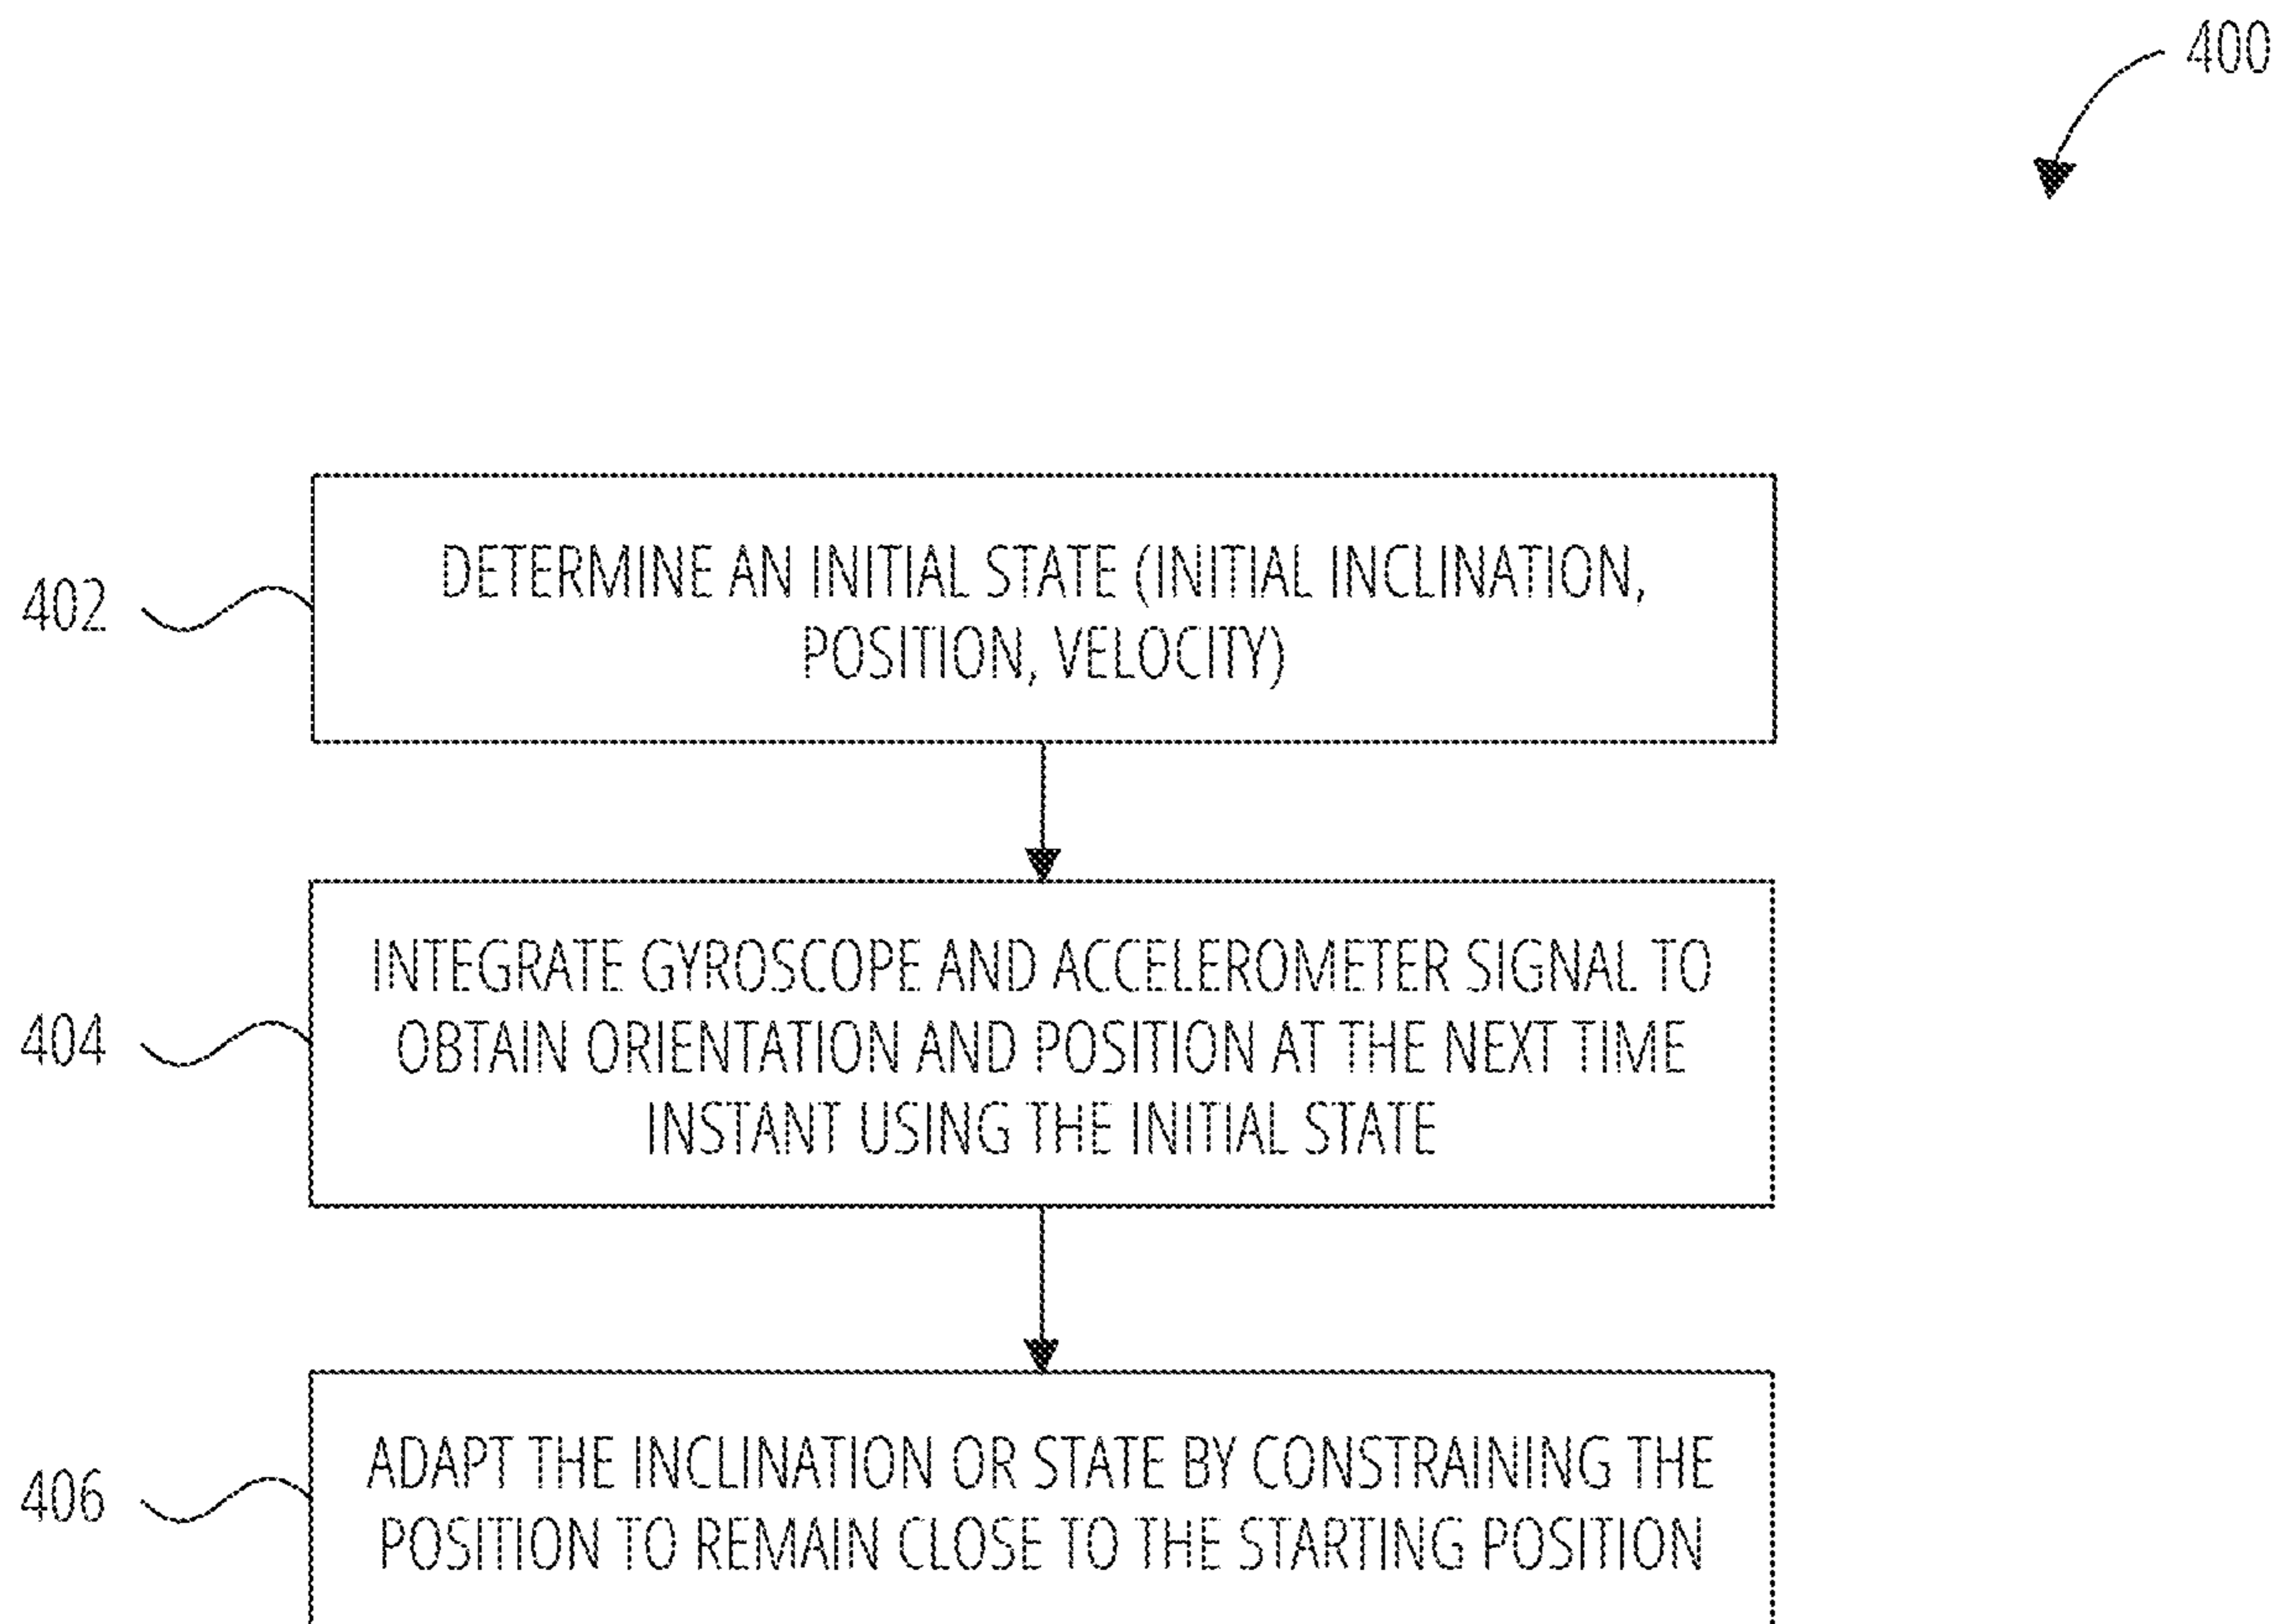 400
402
DETERMINE AN INITIAL STATE (INITIAL INCLINATION,
POSITION, VELOCITY)
404
INTEGRATE GYROSCOPE AND ACCELEROMETER SIGNAL TO
OBTAIN ORIENTATION AND POSITION AT THE NEXT TIME
INSTANT USING THE INITIAL STATE
406
ADAPT THE INCLINATION OR STATE BY CONSTRAINING THE
POSITION TO REMAIN CLOSE TO THE STARTING POSITION